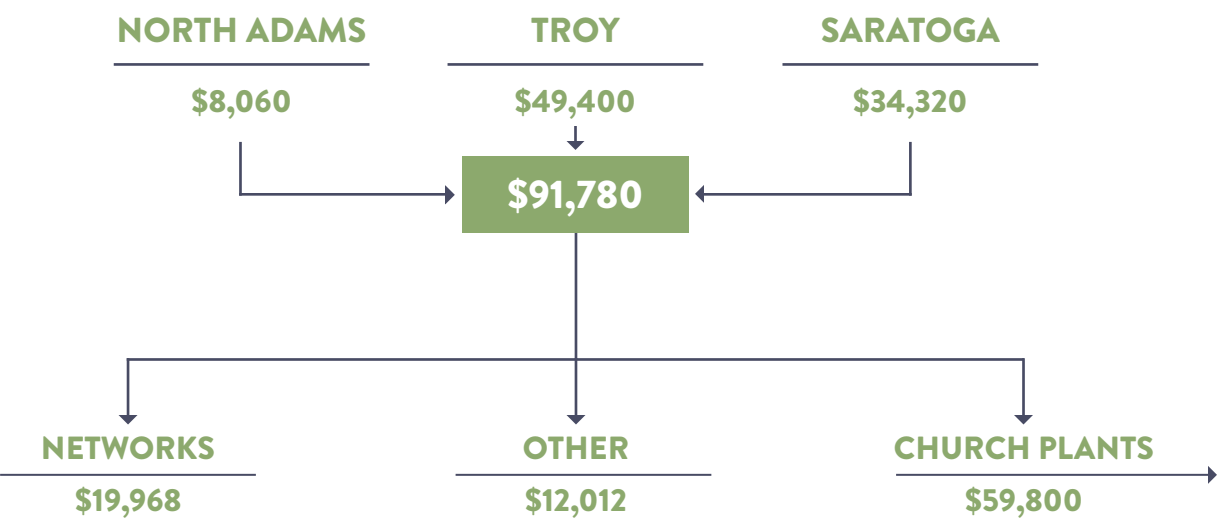 NORTH ADAMS
TROY
SARATOGA
$8,060
$49,400
$34,320
$91,780
NETWORKS
OTHER
CHURCH PLANTS
$19,968
$12,012
$59,800